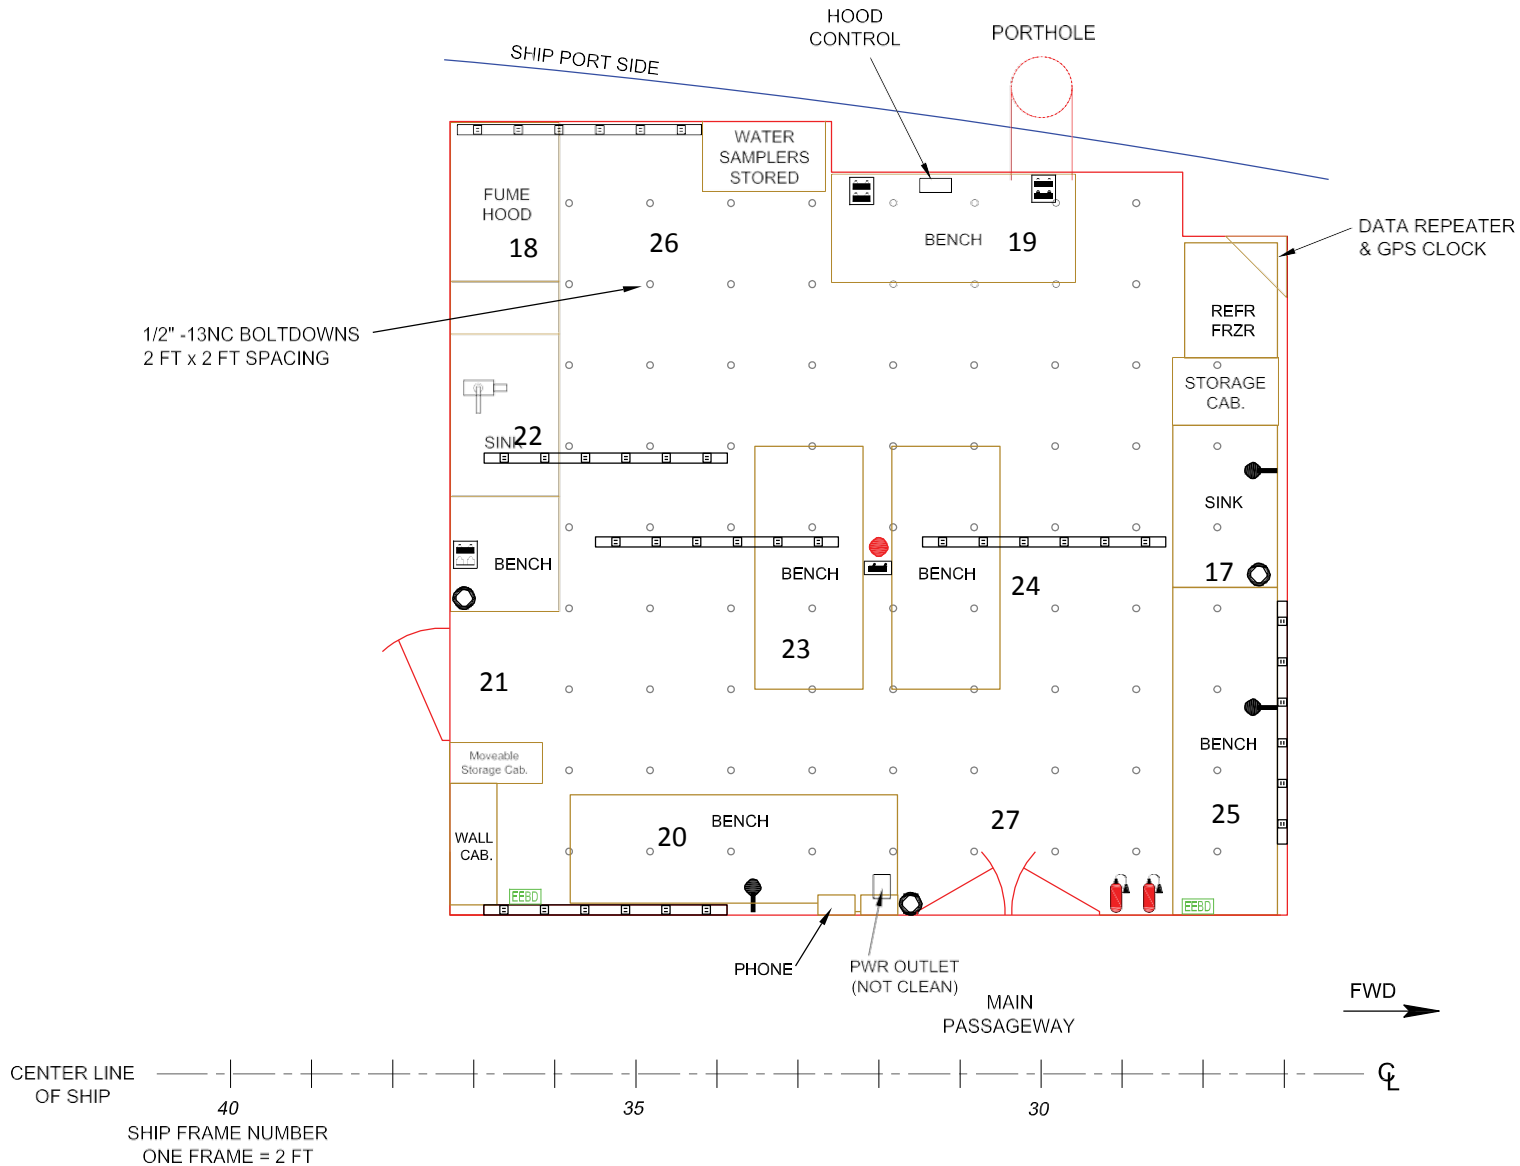 HOOD
CONTROL
PORTHOLE
SHIP PORT SIDE
WATER
SAMPLERS
STORED
FUME
HOOD
18
26
BENCH
19
DATA REPEATER
& GPS CLOCK
1/2" -13NC BOLTDOWNS
2 FT x 2 FT SPACING
REFR
FRZR
STORAGE
CAB.
SINK
22
SINK
BENCH
BENCH
BENCH
24
17
23
21
Moveable
Storage Cab.
BENCH
25
BENCH
20
27
WALL
CAB.
EEBD
EEBD
PHONE
PWR OUTLET
(NOT CLEAN)
MAIN
PASSAGEWAY
FWD
CENTER LINE
OF SHIP
40
35
30
SHIP FRAME NUMBER
ONE FRAME = 2 FT